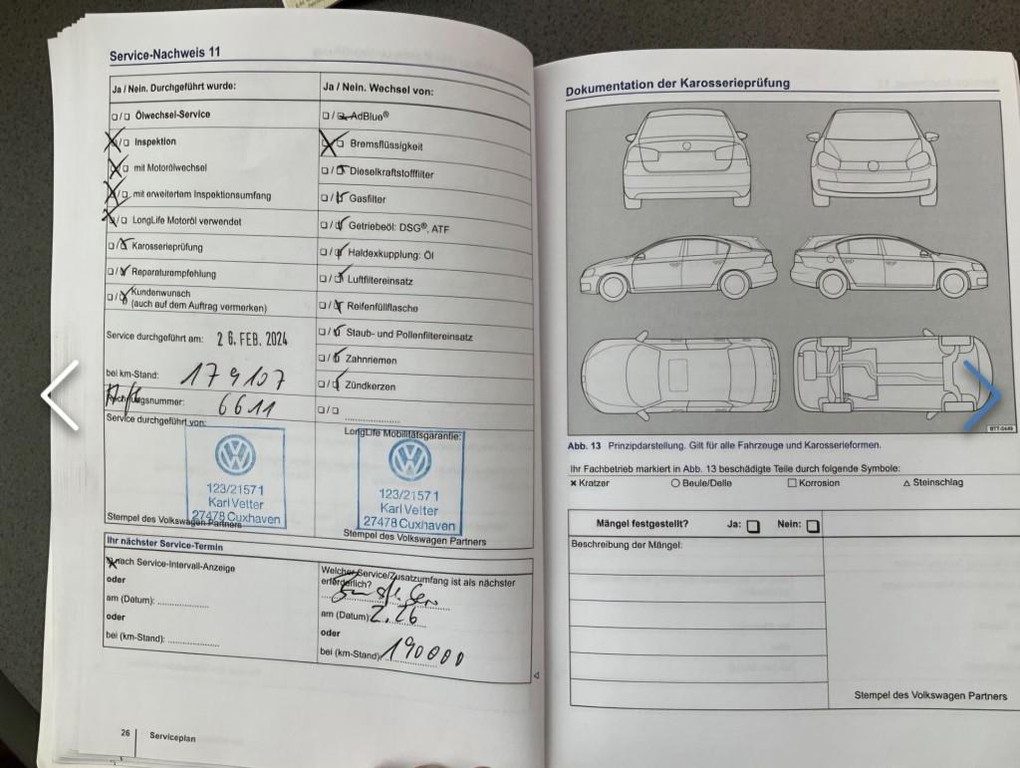 Service-Nachweis 11
Ja / Nein. Durchgeführt wurde:
Ölwechsel-Service
Inspektion
mit Motorölwechsel
mit erweitertem Inspektionsumfang
LongLife Motoröl verwendet
Karosserieprüfung
Reparaturempfehlung
Kundenwunsch
(auch auf dem Auftrag vermerken)
Service durchgeführt am: 26. FEB. 2024
bei km-Stand: 179107
6611
Service durchgeführt von:
123/21571
Karl Vetter
27478 Cuxhaven
Stempel des Volkswagen Partners
Ja / Nein. Wechsel von:
AdBlue®
Bremsflüssigkeit
Dieselkraftstofffilter
Gasfilter
Getriebeöl: DSG®, ATF
Haldexkupplung: Öl
Luftfiltereinsatz
Reifenfüllflasche
Staub- und Pollenfiltereinsatz
Zahnriemen
Zündkerzen
LongLife Mobilitätsgarantie:
123/21571
Karl Vetter
27478 Cuxhaven
Stempel des Volkswagen Partners
Ihr nächster Service-Termin
nach Service-Intervall-Anzeige
oder
am (Datum):
oder
bei (km-Stand):
Welcher Service/Zusatzumfang ist als nächster
erforderlich?
am (Datum): 2.26
oder
bei (km-Stand): 190000
26 Serviceplan
Dokumentation der Karosserieprüfung
BTT-0449
Abb. 13 Prinzipdarstellung. Gilt für alle Fahrzeuge und Karosserieformen.
Ihr Fachbetrieb markiert in Abb. 13 beschädigte Teile durch folgende Symbole:
Kratzer Beule/Delle Korrosion Steinschlag
Mängel festgestellt? Ja: Nein:
Beschreibung der Mängel:
Stempel des Volkswagen Partners